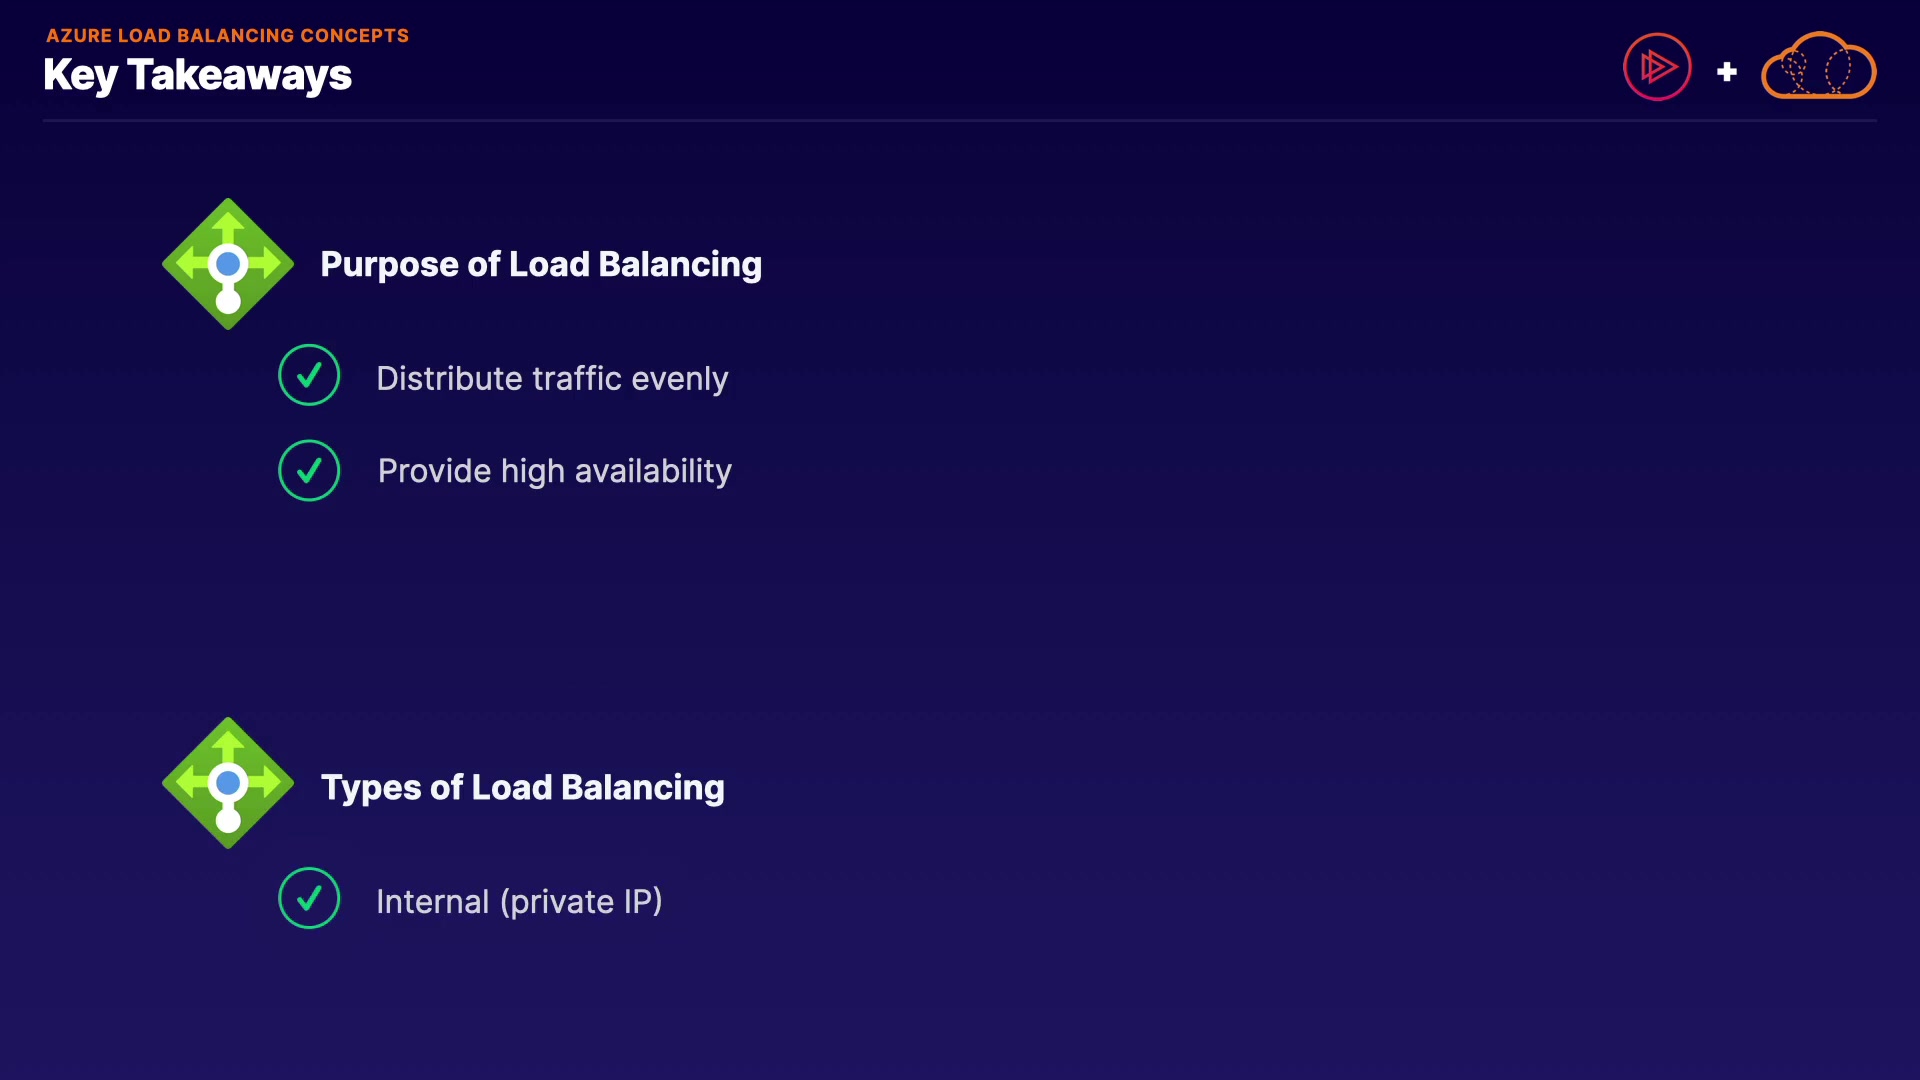 AZURE LOAD BALANCING CONCEPTS
Key Takeaways
Purpose of Load Balancing
Distribute traffic evenly
Provide high availability
Types of Load Balancing
Internal (private IP)